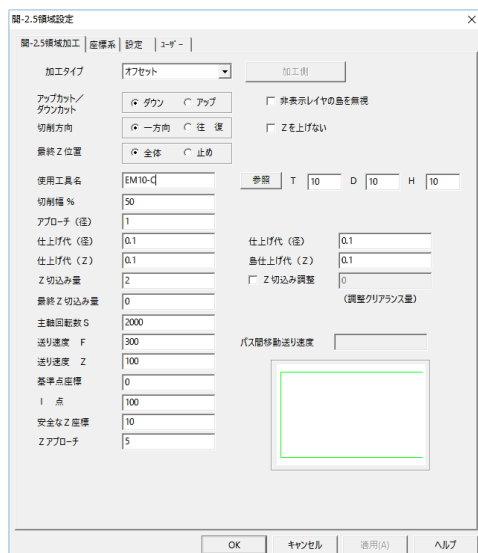 開-2.5領域設定
開-2.5領域加工 座標系 設定 ユーザー
加工タイプ オフセット 加工側
アップカット／ダウンカット ダウン アップ 非表示レイヤの島を無視
切削方向 一方向 往 復 Zを上げない
最終Z位置 全体 止め
使用工具名 EM10-C 参照 T 10 D 10 H 10
切削幅 % 50
アプローチ（径） 1
仕上げ代（径） 0.1 仕上げ代（径） 0.1
仕上げ代（Z） 0.1 島仕上げ代（Z） 0.1
Z切込み量 2 Z切込み調整 0
最終Z切込み量 0 （調整クリアランス量）
主軸回転数S 2000
送り速度 F 300 パス間移動送り速度
送り速度 Z 100
基準点座標 0
I 点 100
安全なZ座標 10
Zアプローチ 5
OK キャンセル 適用(A) ヘルプ